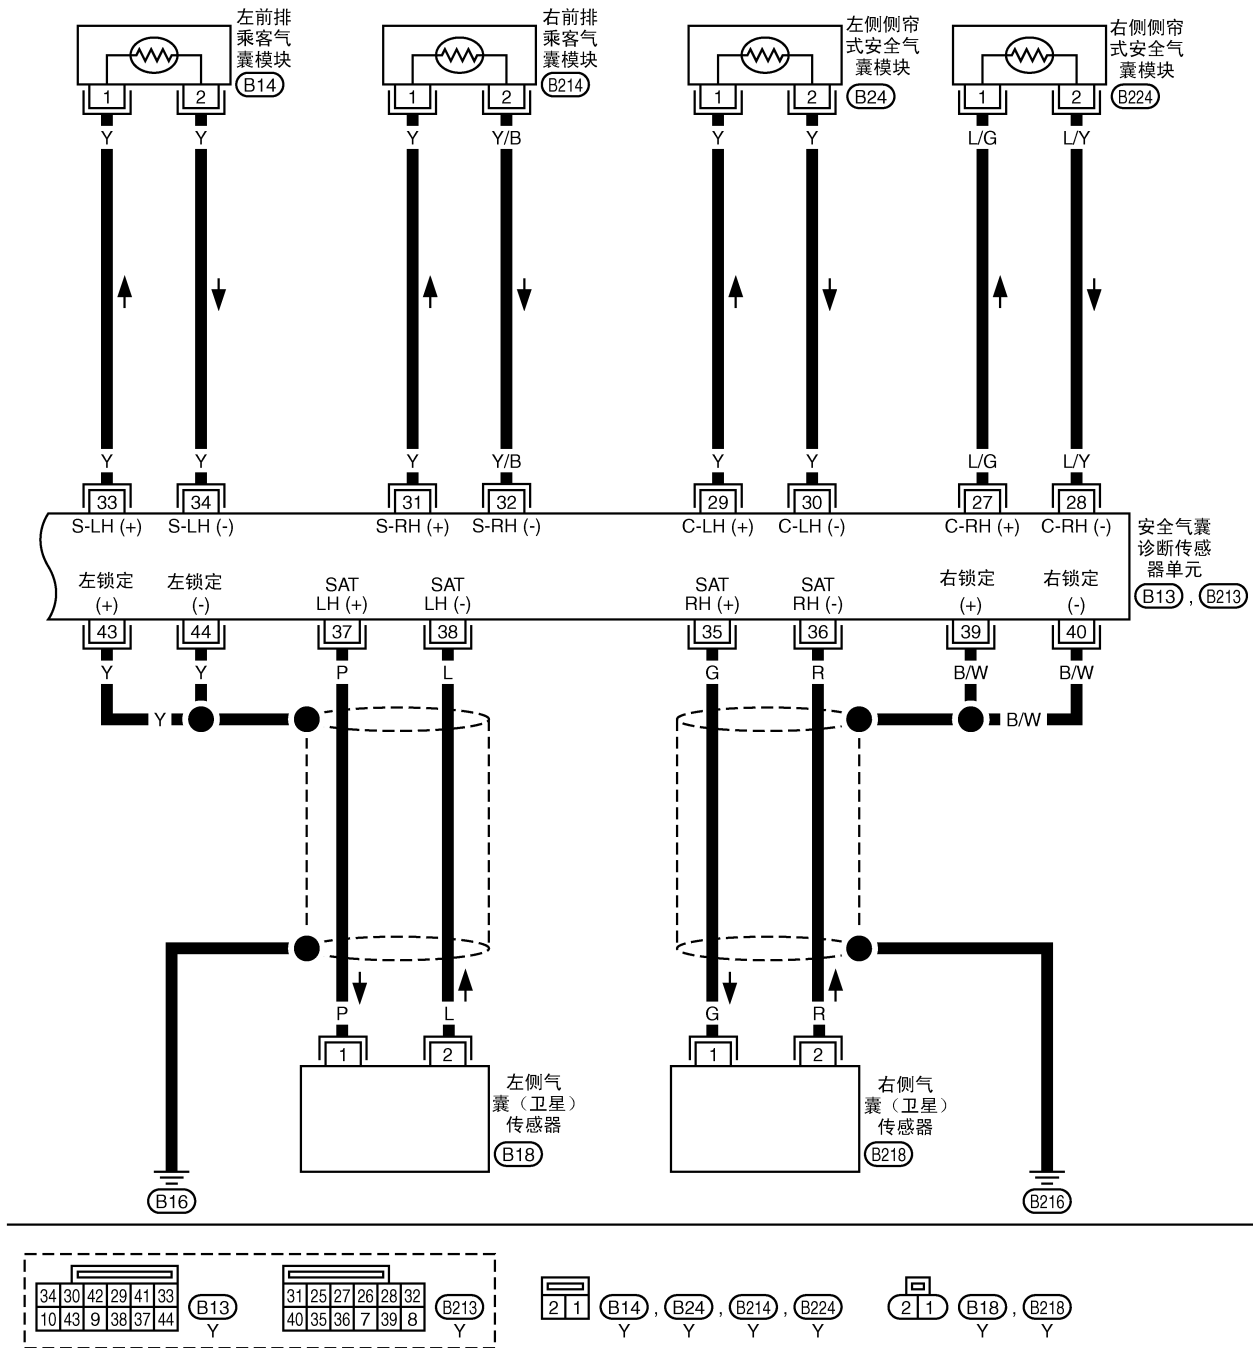 左前排
乘客气
囊模块
B14
右前排
乘客气
囊模块
B214
左侧侧帘
式安全气
囊模块
B24
右侧侧帘
式安全气
囊模块
B224
1 2 1 2 1 2 1 2
Y Y Y Y/B Y Y L/G L/Y
Y Y Y Y/B Y Y L/G L/Y
33 34 31 32 29 30 27 28
S-LH (+) S-LH (-) S-RH (+) S-RH (-) C-LH (+) C-LH (-) C-RH (+) C-RH (-)
安全气囊
诊断传感
器单元
B13 , B213
左锁定
(+)
左锁定
(-)
SAT
LH (+)
SAT
LH (-)
SAT
RH (+)
SAT
RH (-)
右锁定
(+)
右锁定
(-)
43 44 37 38 35 36 39 40
Y Y P L G R B/W B/W
Y B/W
P L G R
1 2 1 2
左侧气
囊（卫星）
传感器
B18
右侧气
囊（卫星）
传感器
B218
B16 B216
34 30 42 29 41 33
10 43 9 38 37 44
B13
Y
31 25 27 26 28 32
40 35 36 7 39 8
B213
Y
2 1
B14 , B24 , B214 , B224
Y Y Y Y
2 1
B18 , B218
Y Y